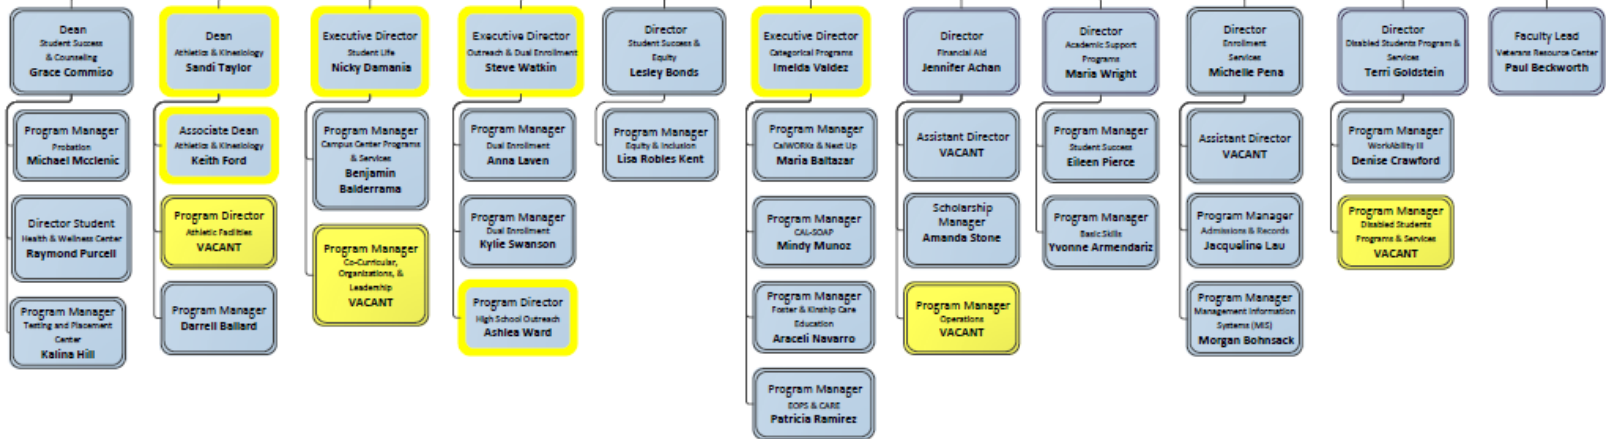 Dean
Student Success
& Counseling
Grace Commiso
Program Manager
Probation
Michael Mcclenic
Director Student
Health & Wellness Center
Raymond Purcell
Program Manager
Testing and Placement
Center
Kalina Hill
Dean
Athletics & Kinesiology
Sandi Taylor
Associate Dean
Athletics & Kinesiology
Keith Ford
Program Director
Athletic Facilities
VACANT
Program Manager
Darrell Ballard
Executive Director
Student Life
Nicky Damania
Program Manager
Campus Center Programs
& Services
Benjamin
Balderrama
Program Manager
Co-Curricular,
Organizations, &
Leadership
VACANT
Executive Director
Outreach & Dual Enrollment
Steve Watkin
Program Manager
Dual Enrollment
Anna Laven
Program Manager
Dual Enrollment
Kylie Swanson
Program Director
High School Outreach
Ashlea Ward
Director
Student Success &
Equity
Lesley Bonds
Program Manager
Equity & Inclusion
Lisa Robles Kent
Executive Director
Categorical Programs
Imelda Valdez
Program Manager
CalWORKs & Next Up
Maria Baltazar
Program Manager
CAL-SOAP
Mindy Munoz
Program Manager
Foster & Kinship Care
Education
Araceli Navarro
Program Manager
EOPS & CARE
Patricia Ramirez
Director
Financial Aid
Jennifer Achan
Assistant Director
VACANT
Scholarship
Manager
Amanda Stone
Program Manager
Operations
VACANT
Director
Academic Support
Programs
Maria Wright
Program Manager
Student Success
Eileen Pierce
Program Manager
Basic Skills
Yvonne Armendariz
Director
Enrollment
Services
Michelle Pena
Assistant Director
VACANT
Program Manager
Admissions & Records
Jacqueline Lau
Program Manager
Management Information
Systems (MIS)
Morgan Bohnsack
Director
Disabled Students Program &
Services
Terri Goldstein
Program Manager
WorkAbility III
Denise Crawford
Program Manager
Disabled Students
Programs & Services
VACANT
Faculty Lead
Veterans Resource Center
Paul Beckworth